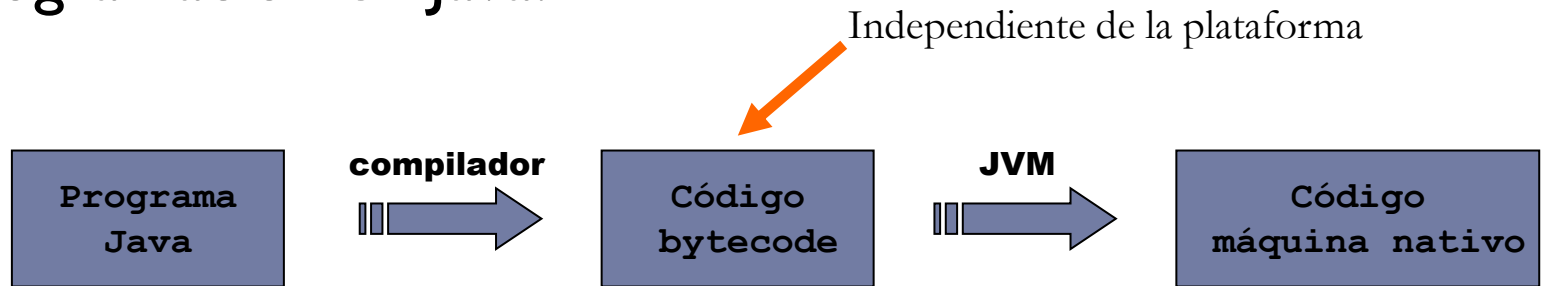 Independiente de la plataforma
compilador
JVM
Programa
Java
Código
bytecode
Código
máquina nativo